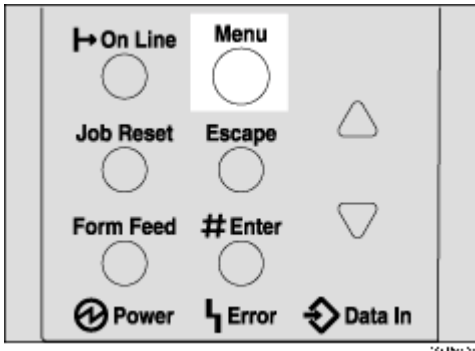 On Line Menu
Job Reset Escape
Form Feed # Enter
Power Error Data In